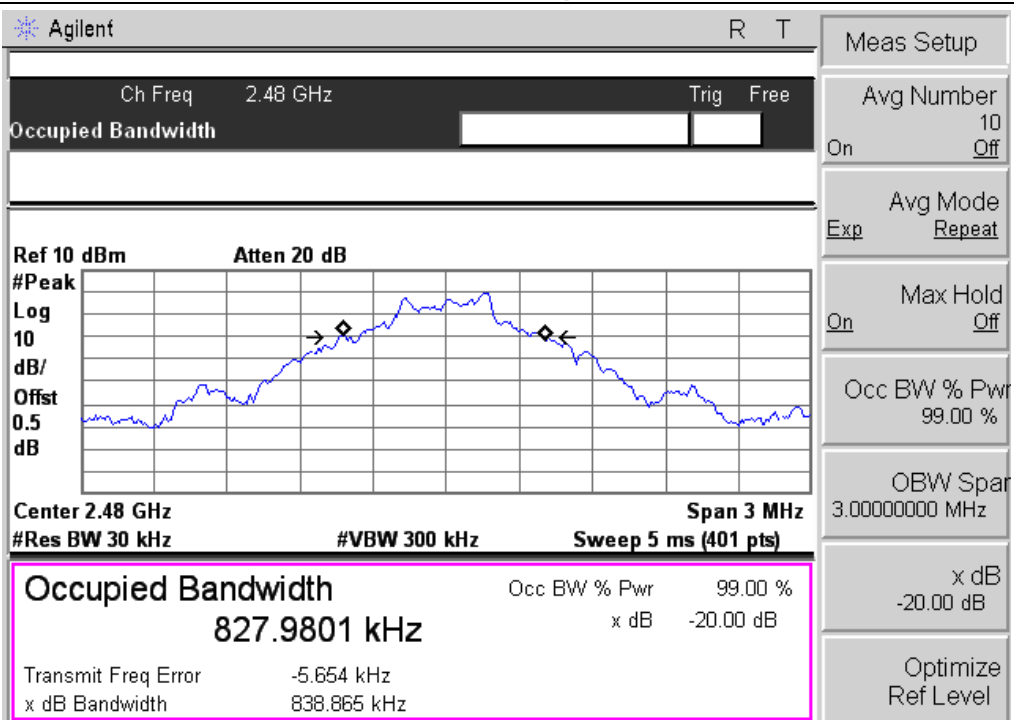 Agilent R T
Ch Freq 2.48 GHz Trig Free
Occupied Bandwidth
Ref 10 dBm Atten 20 dB
#Peak
Log
10
dB/
Offst
0.5
dB
Center 2.48 GHz Span 3 MHz
#Res BW 30 kHz #VBW 300 kHz Sweep 5 ms (401 pts)
Occupied Bandwidth
827.9801 kHz
Occ BW % Pwr 99.00 %
x dB -20.00 dB
Transmit Freq Error -5.654 kHz
x dB Bandwidth 838.865 kHz
Meas Setup
Avg Number
10
On Off
Avg Mode
Exp Repeat
Max Hold
On Off
Occ BW % Pwr
99.00 %
OBW Span
3.00000000 MHz
x dB
-20.00 dB
Optimize
Ref Level